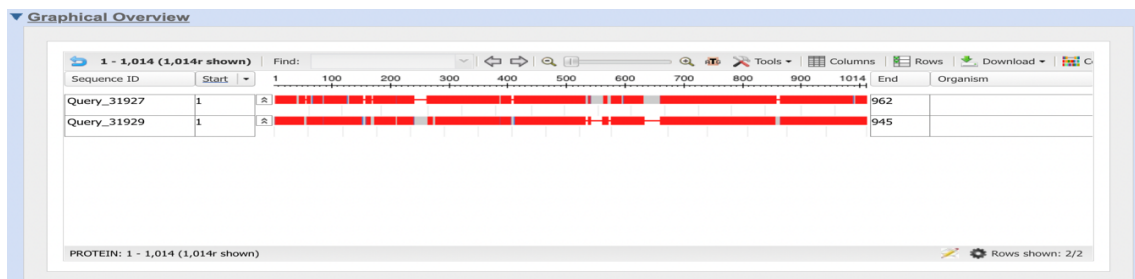 Graphical Overview
1 - 1,014 (1,014r shown) Find: Tools Columns Rows Download C
Sequence ID Start 1 100 200 300 400 500 600 700 800 900 1014 End Organism
Query_31927 1 962
Query_31929 1 945
PROTEIN: 1 - 1,014 (1,014r shown) Rows shown: 2/2